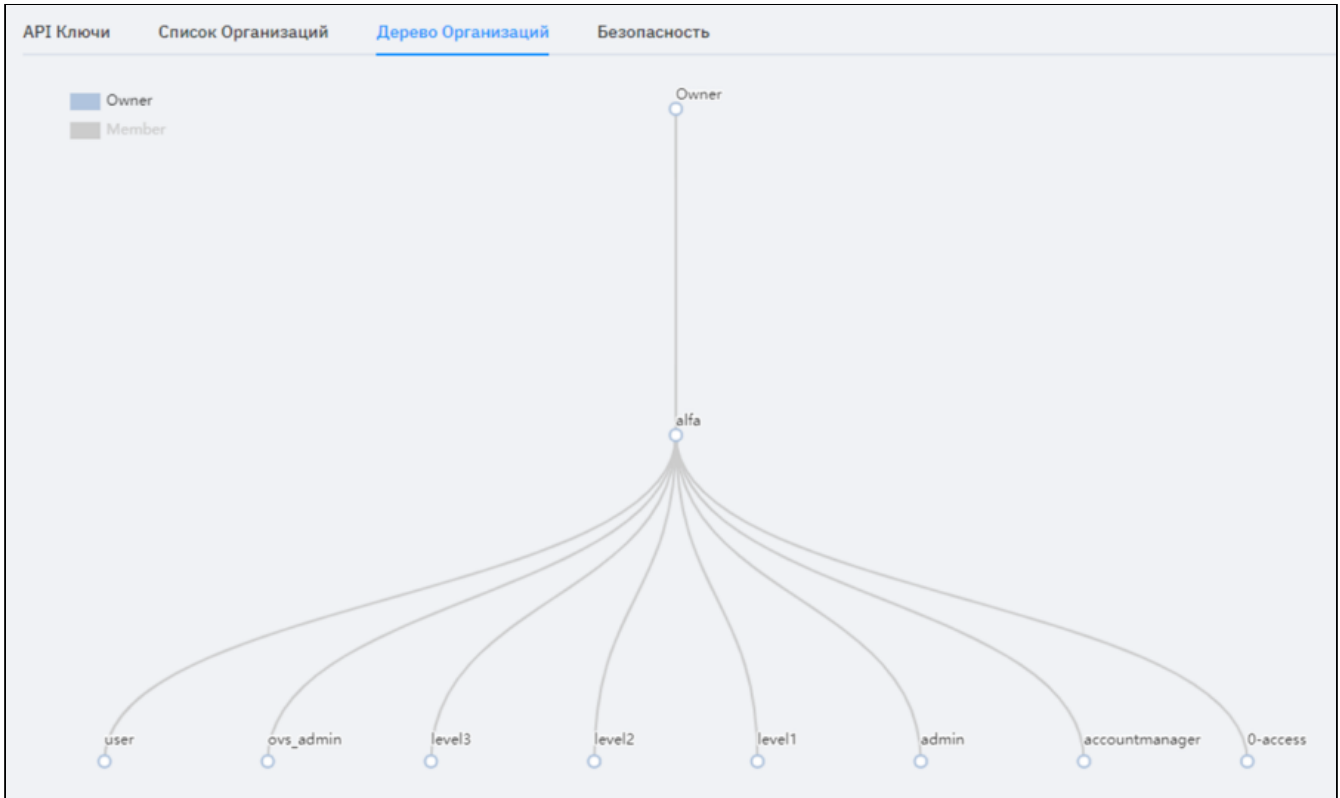 API Ключи Список Организаций Дерево Организаций Безопасность
Owner
Member
Owner
alfa
user ovs_admin level3 level2 level1 admin accountmanager 0-access